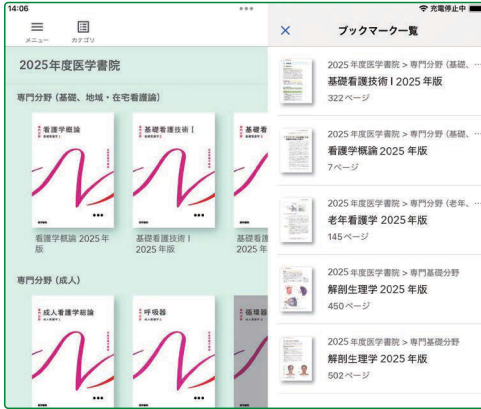 14:06
充電停止中
メニュー
カテゴリ
2025年度医学書院
専門分野（基礎、地域・在宅看護論）
看護学概論
基礎看護技術 I
基礎看
看護学概論 2025年版
基礎看護技術 I
2025年版
基礎看護
2025年
専門分野（成人）
成人看護学総論
呼吸器
循環器
ブックマーク一覧
2025年度医学書院 > 専門分野（基礎、…
基礎看護技術 I 2025年版
322ページ
2025年度医学書院 > 専門分野（基礎、…
看護学概論 2025年版
7ページ
2025年度医学書院 > 専門分野（老年、…
老年看護学 2025年版
145ページ
2025年度医学書院 > 専門基礎分野
解剖生理学 2025年版
450ページ
2025年度医学書院 > 専門基礎分野
解剖生理学 2025年版
502ページ